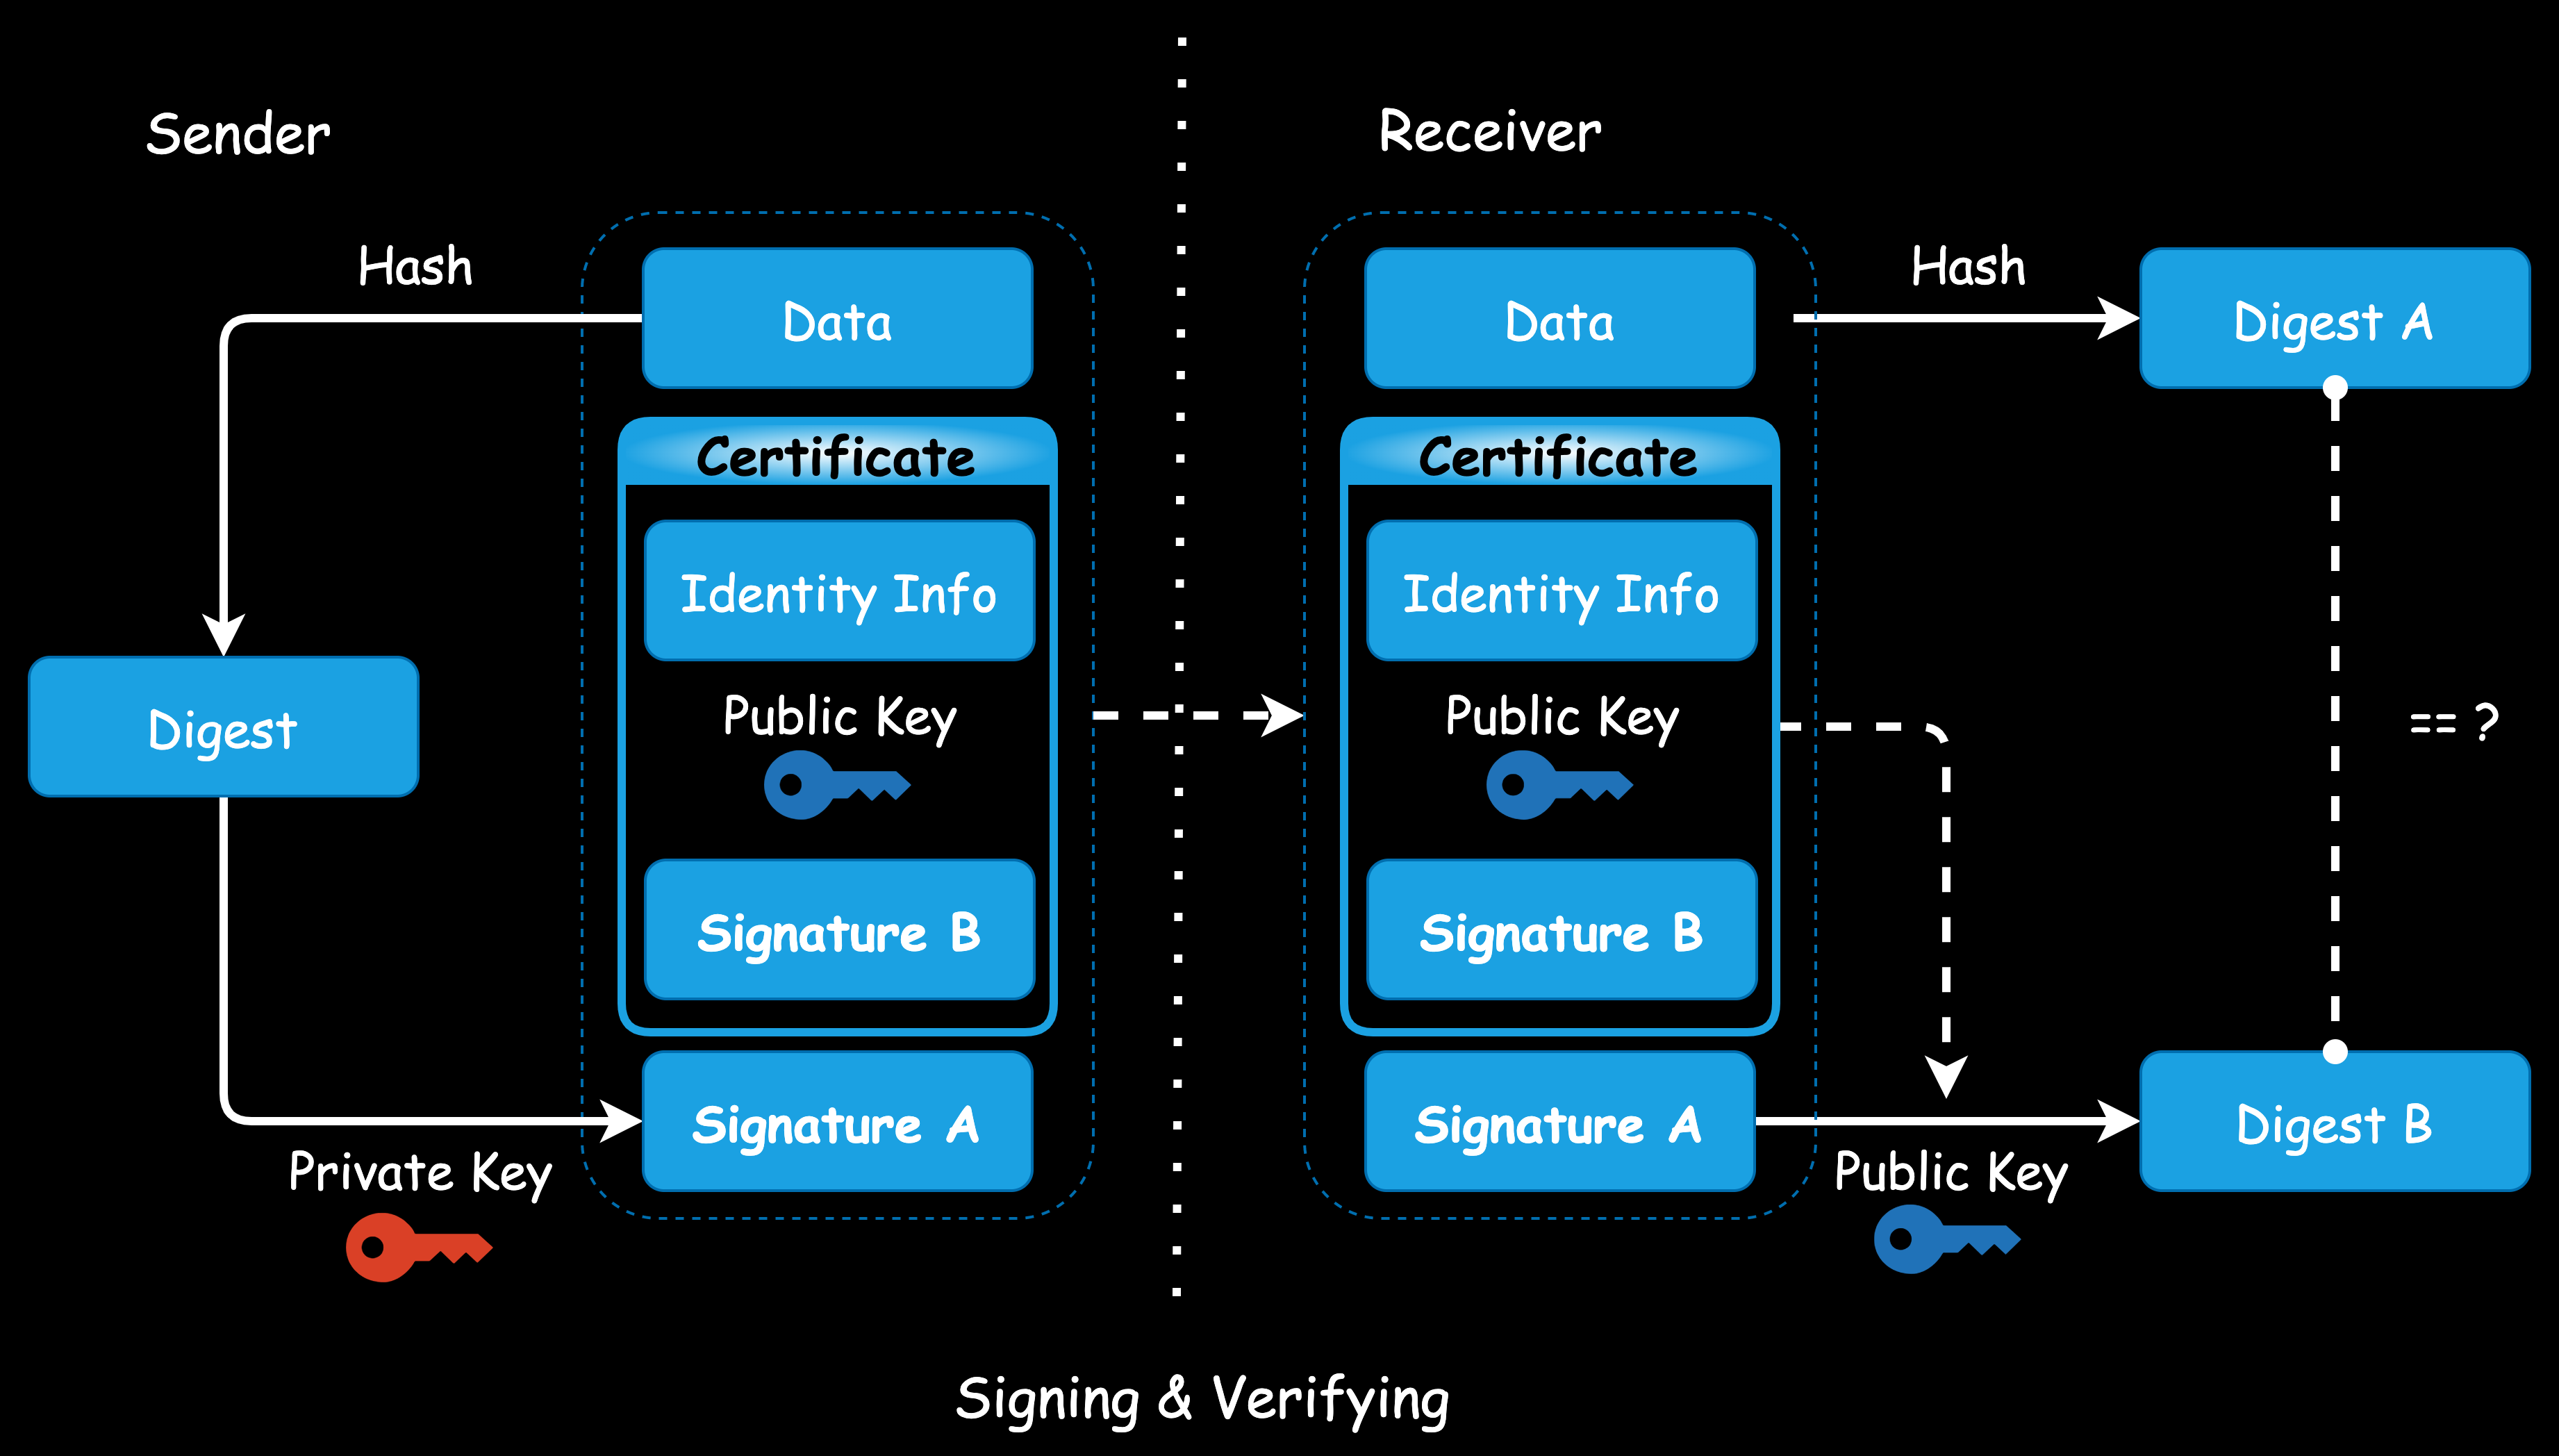 Sender
Receiver
Hash
Data
Data
Hash
Digest A
Certificate
Certificate
Identity Info
Identity Info
Digest
Public Key
Public Key
== ?
Signature B
Signature B
Signature A
Signature A
Digest B
Private Key
Public Key
Signing & Verifying